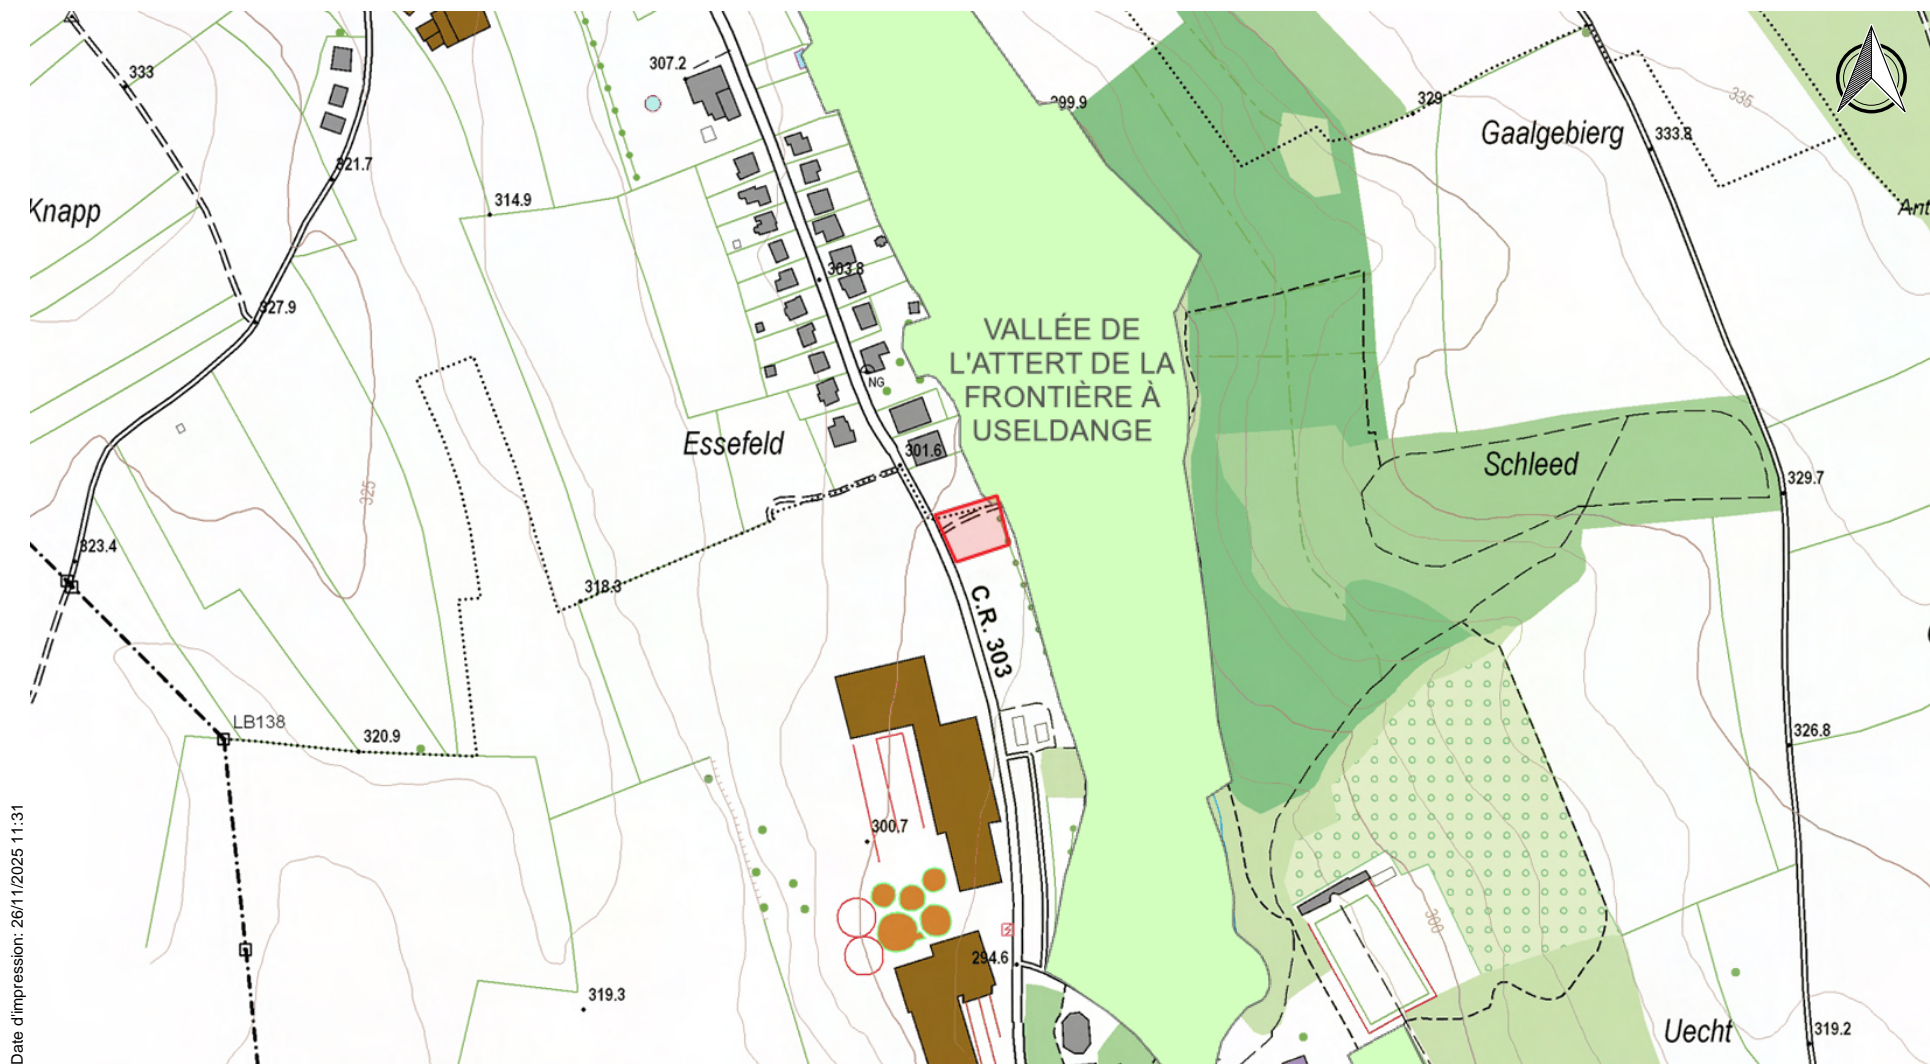 333
307.2
299.9
329
335
Gaalgebierg
333.8
321.7
314.9
Knapp
Ant
303.8
327.9
VALLÉE DE
L'ATTERT DE LA
FRONTIÈRE À
USELDANGE
NG
Essefeld
301.6
Schleed
329.7
325
323.4
318.3
C.R. 303
LB138
320.9
326.8
300.7
300
294.6
319.3
Uecht
319.2
Date d'impression: 26/11/2025 11:31